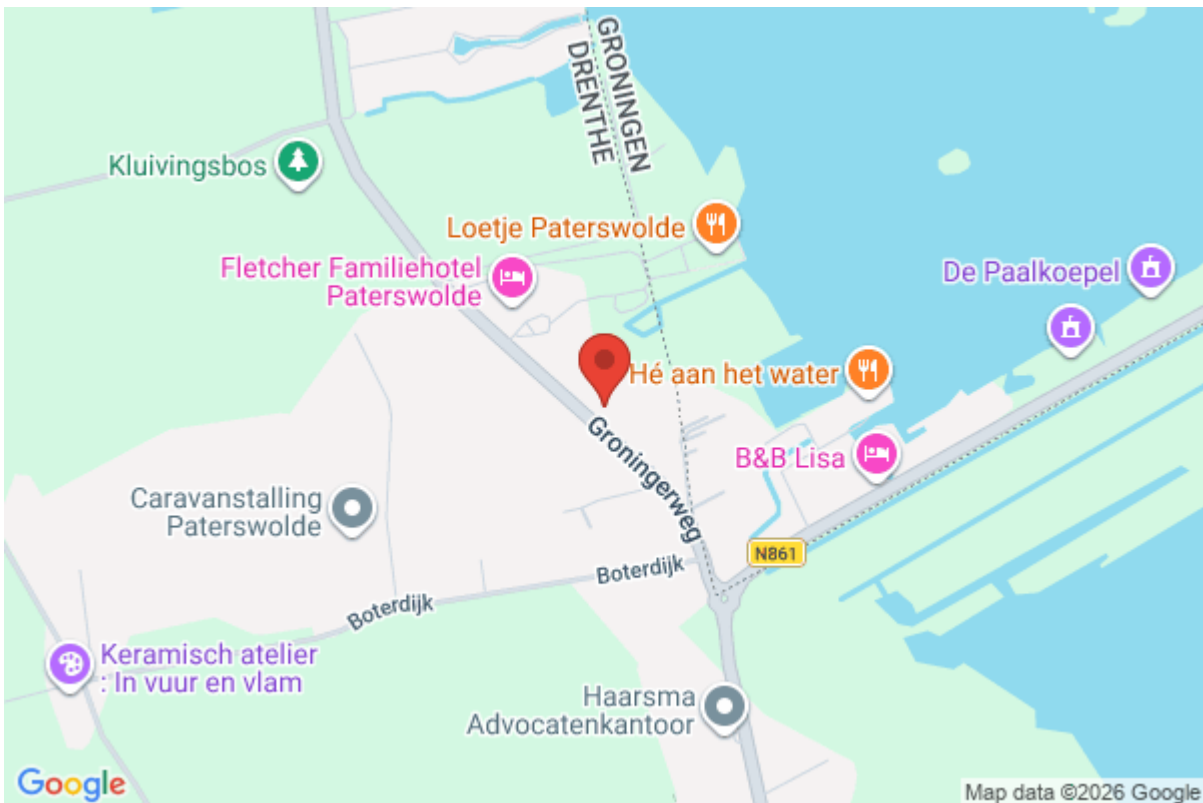 GRONINGEN
DRENTHE
Kluivingsbos
Loetje Paterswolde
Fletcher Familiehotel
Paterswolde
De Paalkoepel
Hé aan het water
Groningerweg
B&B Lisa
Caravanstalling
Paterswolde
N861
Boterdijk
Boterdijk
Keramisch atelier
: In vuur en vlam
Haarsma
Advocatenkantoor
Google
Map data ©2026 Google